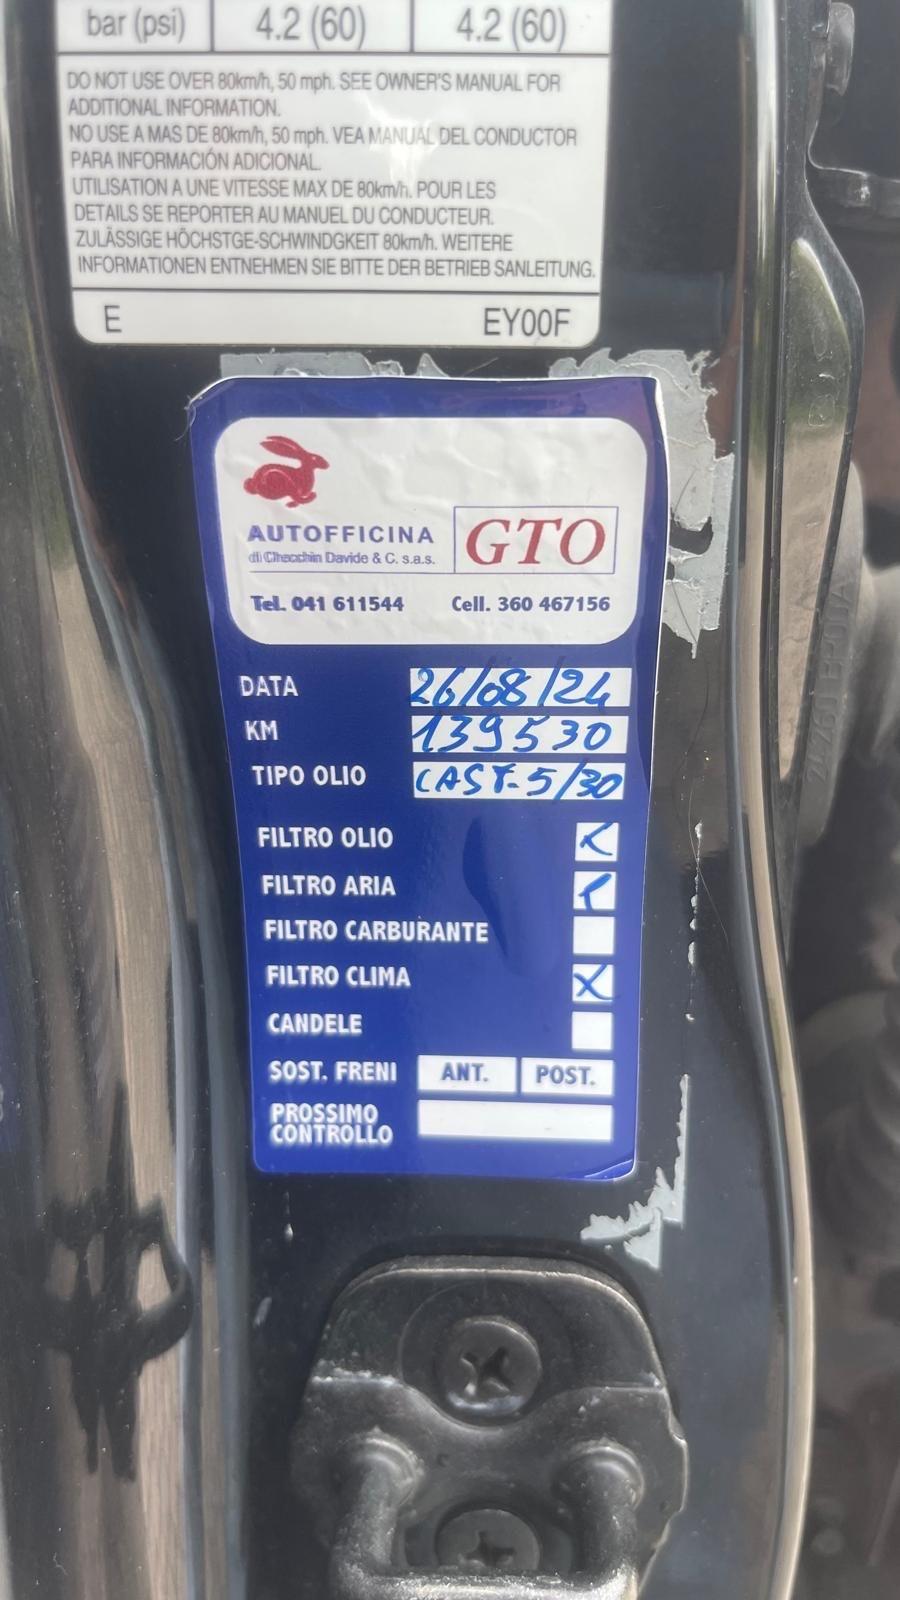 bar (psi) 4.2 (60) 4.2 (60)
DO NOT USE OVER 80km/h, 50 mph. SEE OWNER'S MANUAL FOR
ADDITIONAL INFORMATION.
NO USE A MAS DE 80km/h, 50 mph. VEA MANUAL DEL CONDUCTOR
PARA INFORMACIÓN ADICIONAL.
UTILISATION A UNE VITESSE MAX DE 80km/h. POUR LES
DETAILS SE REPORTER AU MANUEL DU CONDUCTEUR.
ZULÄSSIGE HÖCHSTGE-SCHWINDGKEIT 80km/h. WEITERE
INFORMATIONEN ENTNEHMEN SIE BITTE DER BETRIEB SANLEITUNG.
E EY00F
AUTOFFICINA GTO
di Checchin Davide & C. s.a.s.
Tel. 041 611544 Cell. 360 467156
DATA 26/08/24
KM 139530
TIPO OLIO CAST-5/30
FILTRO OLIO
FILTRO ARIA
FILTRO CARBURANTE
FILTRO CLIMA X
CANDELE
SOST. FRENI ANT. POST.
PROSSIMO
CONTROLLO